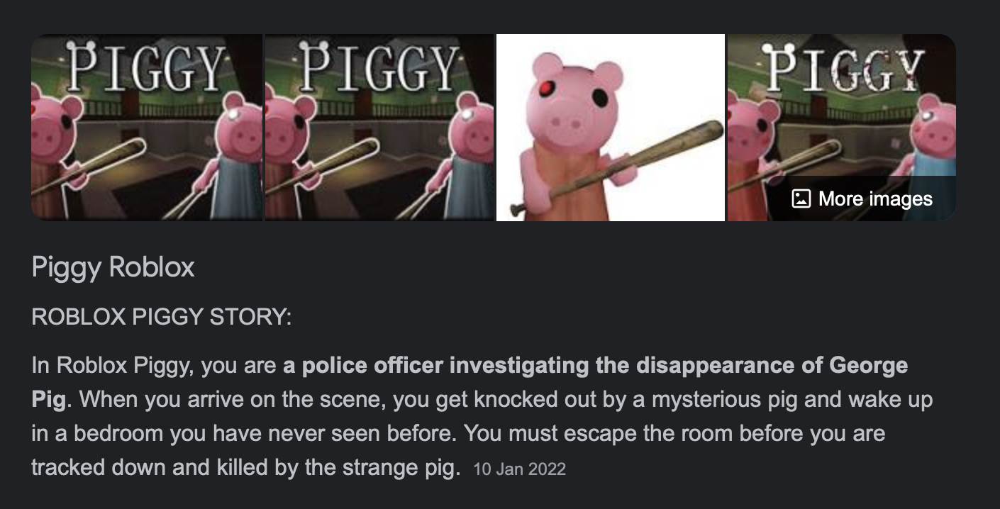 PIGGY
PIGGY
PIGGY
More images
Piggy Roblox
ROBLOX PIGGY STORY:
In Roblox Piggy, you are a police officer investigating the disappearance of George
Pig. When you arrive on the scene, you get knocked out by a mysterious pig and wake up
in a bedroom you have never seen before. You must escape the room before you are
tracked down and killed by the strange pig. 10 Jan 2022